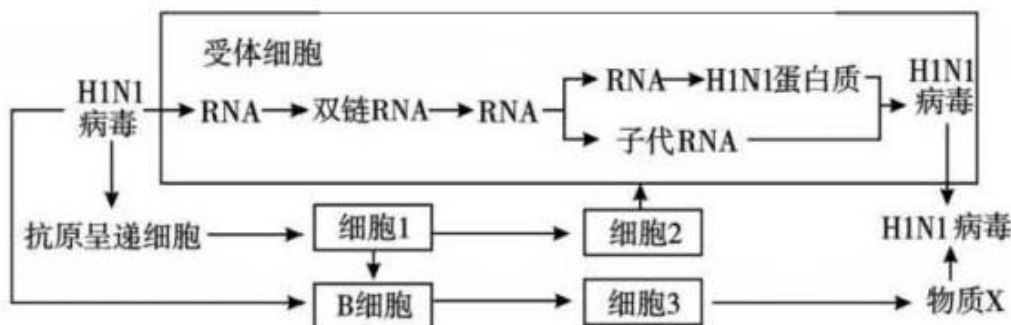 受体细胞
H1N1
病毒
RNA
双链RNA
RNA
RNA
H1N1蛋白质
子代RNA
H1N1
病毒
抗原呈递细胞
细胞1
细胞2
H1N1病毒
B细胞
细胞3
物质X